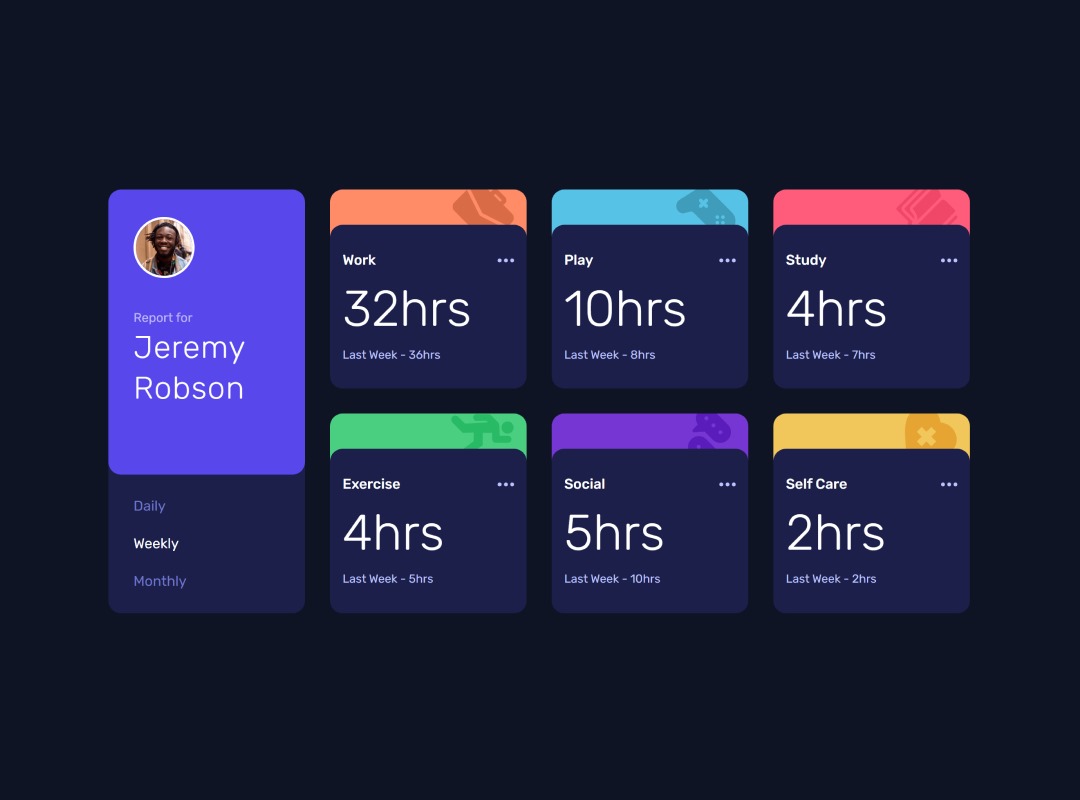 Report for
Jeremy
Robson
Daily
Weekly
Monthly
Work
32hrs
Last Week - 36hrs
Play
10hrs
Last Week - 8hrs
Study
4hrs
Last Week - 7hrs
Exercise
4hrs
Last Week - 5hrs
Social
5hrs
Last Week - 10hrs
Self Care
2hrs
Last Week - 2hrs